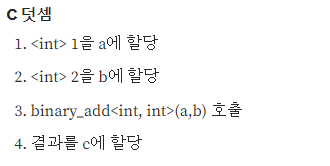 C 덧셈
1. <int> 1을 a에 할당
2. <int> 2을 b에 할당
3. binary_add<int, int>(a,b) 호출
4. 결과를 c에 할당